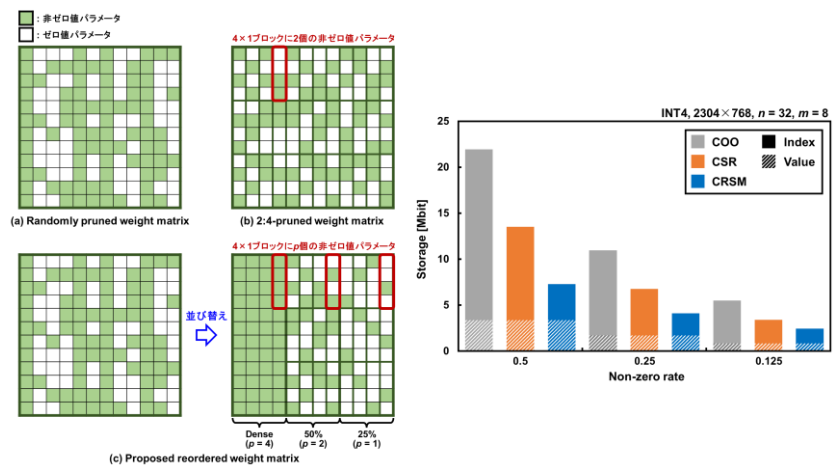 ：非ゼロ値パラメータ
：ゼロ値パラメータ
4×1ブロックに2個の非ゼロ値パラメータ
(a) Randomly pruned weight matrix
(b) 2:4-pruned weight matrix
4×1ブロックにp個の非ゼロ値パラメータ
並び替え
Dense
(p = 4)
50%
(p = 2)
25%
(p = 1)
(c) Proposed reordered weight matrix
INT4, 2304×768, n = 32, m = 8
COO
Index
CSR
Value
CRSM
Storage [Mbit]
25
20
15
10
5
0
0.5
0.25
0.125
Non-zero rate